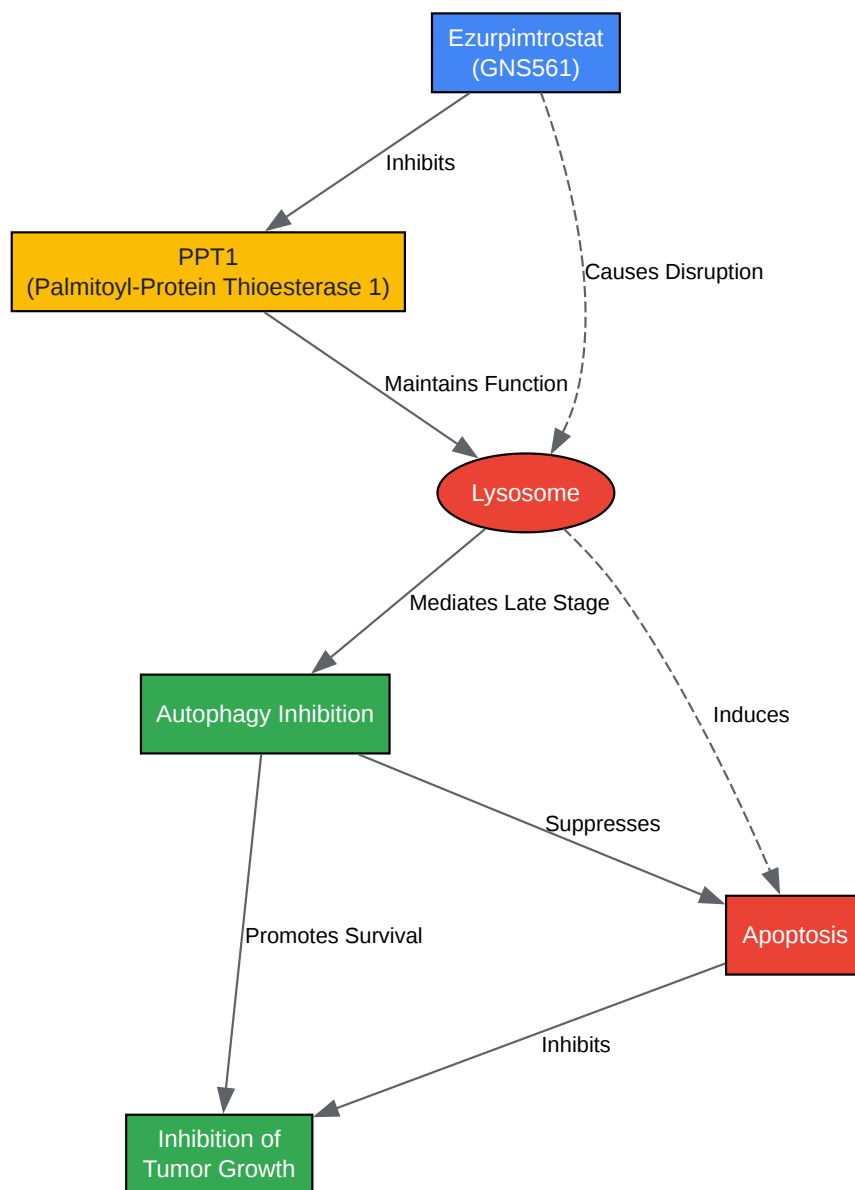 Ezurpimtrostat
(GNS561)
Inhibits
PPT1
(Palmitoyl-Protein Thioesterase 1)
Causes Disruption
Maintains Function
Lysosome
Mediates Late Stage
Autophagy Inhibition
Induces
Suppresses
Promotes Survival
Apoptosis
Inhibits
Inhibition of
Tumor Growth